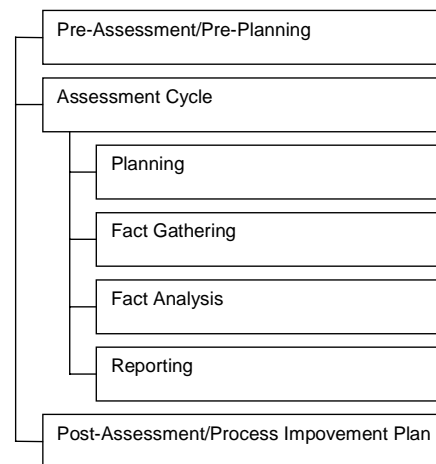 Pre-Assessment/Pre-Planning
Assessment Cycle
Planning
Fact Gathering
Fact Analysis
Reporting
Post-Assessment/Process Impovement Plan